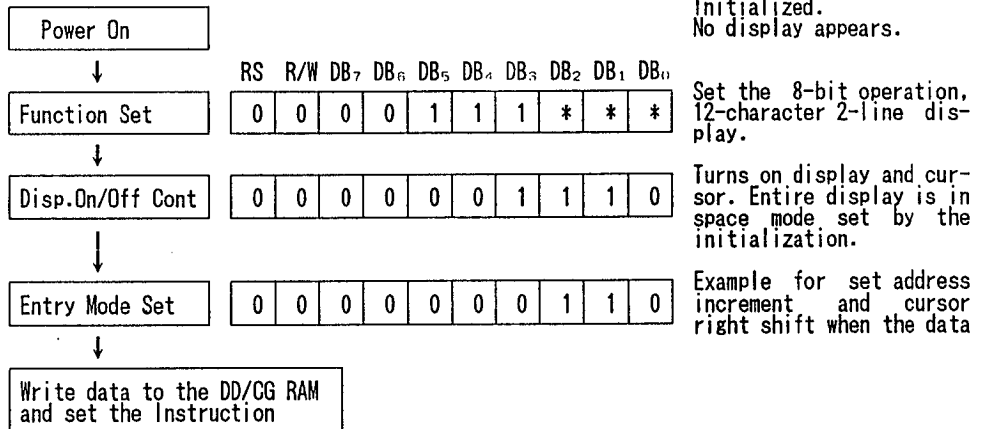 Initialized.
Power On
No display appears.
RS R/W DB₇ DB₆ DB₅ DB₄ DB₃ DB₂ DB₁ DB₀
Function Set
0 0 0 0 1 1 1 * * *
Set the 8-bit operation,
12-character 2-line dis-
play.
Disp.On/Off Cont
0 0 0 0 0 0 1 1 1 0
Turns on display and cur-
sor. Entire display is in
space mode set by the
initialization.
Entry Mode Set
0 0 0 0 0 0 0 1 1 0
Example for set address
increment and cursor
right shift when the data
Write data to the DD/CG RAM
and set the Instruction